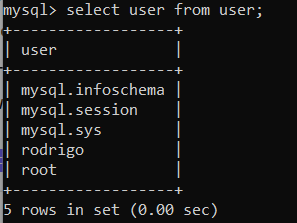 mysql> select user from user;
+------------------+
| user             |
+------------------+
| mysql.infoschema |
| mysql.session    |
| mysql.sys        |
| rodrigo          |
| root             |
+------------------+
5 rows in set (0.00 sec)